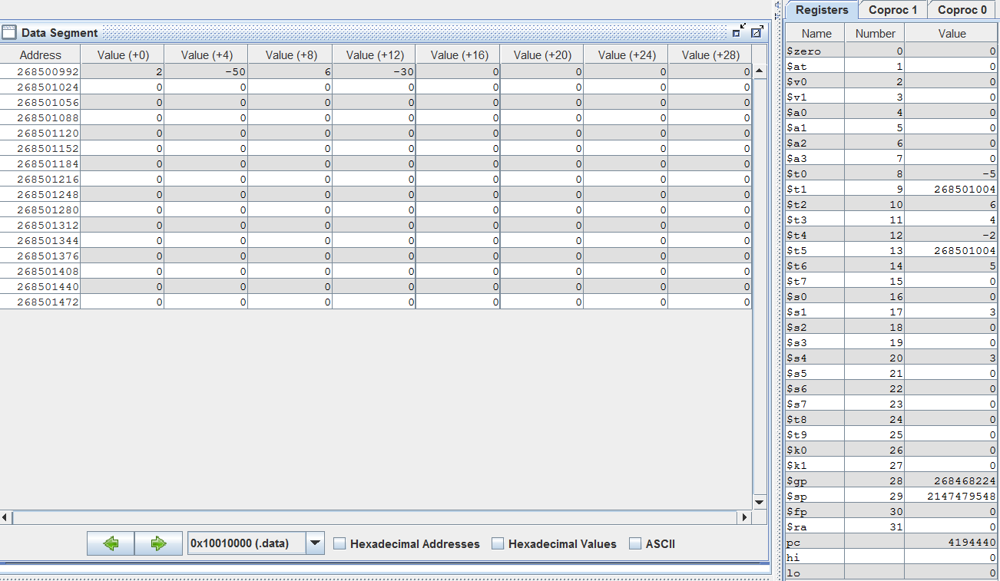 Data Segment
Address Value (+0) Value (+4) Value (+8) Value (+12) Value (+16) Value (+20) Value (+24) Value (+28)
268500992 2 -50 6 -30 0 0 0 0
268501024 0 0 0 0 0 0 0 0
268501056 0 0 0 0 0 0 0 0
268501088 0 0 0 0 0 0 0 0
268501120 0 0 0 0 0 0 0 0
268501152 0 0 0 0 0 0 0 0
268501184 0 0 0 0 0 0 0 0
268501216 0 0 0 0 0 0 0 0
268501248 0 0 0 0 0 0 0 0
268501280 0 0 0 0 0 0 0 0
268501312 0 0 0 0 0 0 0 0
268501344 0 0 0 0 0 0 0 0
268501376 0 0 0 0 0 0 0 0
268501408 0 0 0 0 0 0 0 0
268501440 0 0 0 0 0 0 0 0
268501472 0 0 0 0 0 0 0 0
0x10010000 (.data) Hexadecimal Addresses Hexadecimal Values ASCII
Registers Coproc 1 Coproc 0
Name Number Value
$zero 0 0
$at 1 0
$v0 2 0
$v1 3 0
$a0 4 0
$a1 5 0
$a2 6 0
$a3 7 0
$t0 8 -5
$t1 9 268501004
$t2 10 6
$t3 11 4
$t4 12 -2
$t5 13 268501004
$t6 14 5
$t7 15 0
$s0 16 0
$s1 17 3
$s2 18 0
$s3 19 0
$s4 20 3
$s5 21 0
$s6 22 0
$s7 23 0
$t8 24 0
$t9 25 0
$k0 26 0
$k1 27 0
$gp 28 268468224
$sp 29 2147479548
$fp 30 0
$ra 31 0
pc 4194440
hi 0
lo 0